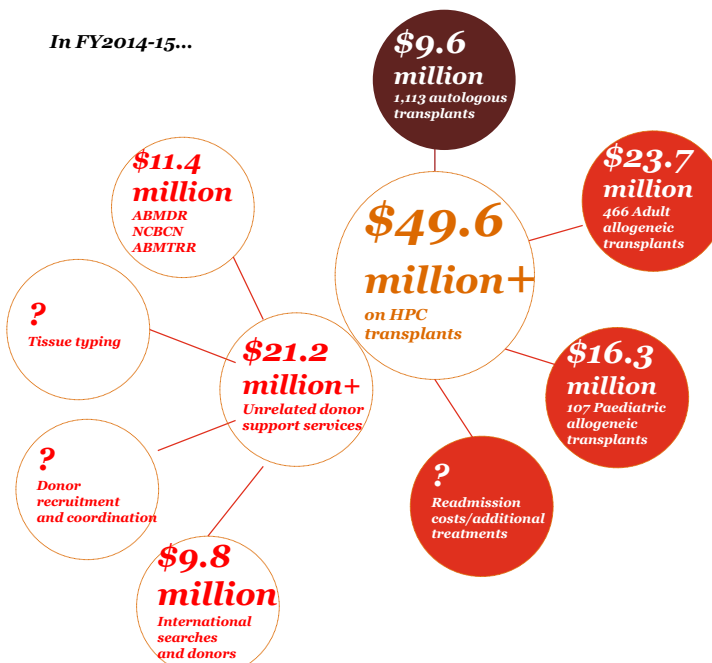 In FY2014-15...
$9.6
million
1,113 autologous
transplants
$11.4
million
ABMDR
NCBCN
ABMTRR
$23.7
million
466 Adult
allogeneic
transplants
$49.6
million+
on HPC
transplants
?
Tissue typing
$21.2
million+
Unrelated donor
support services
$16.3
million
107 Paediatric
allogeneic
transplants
?
Donor
recruitment
and coordination
?
Readmission
costs/additional
treatments
$9.8
million
International
searches
and donors